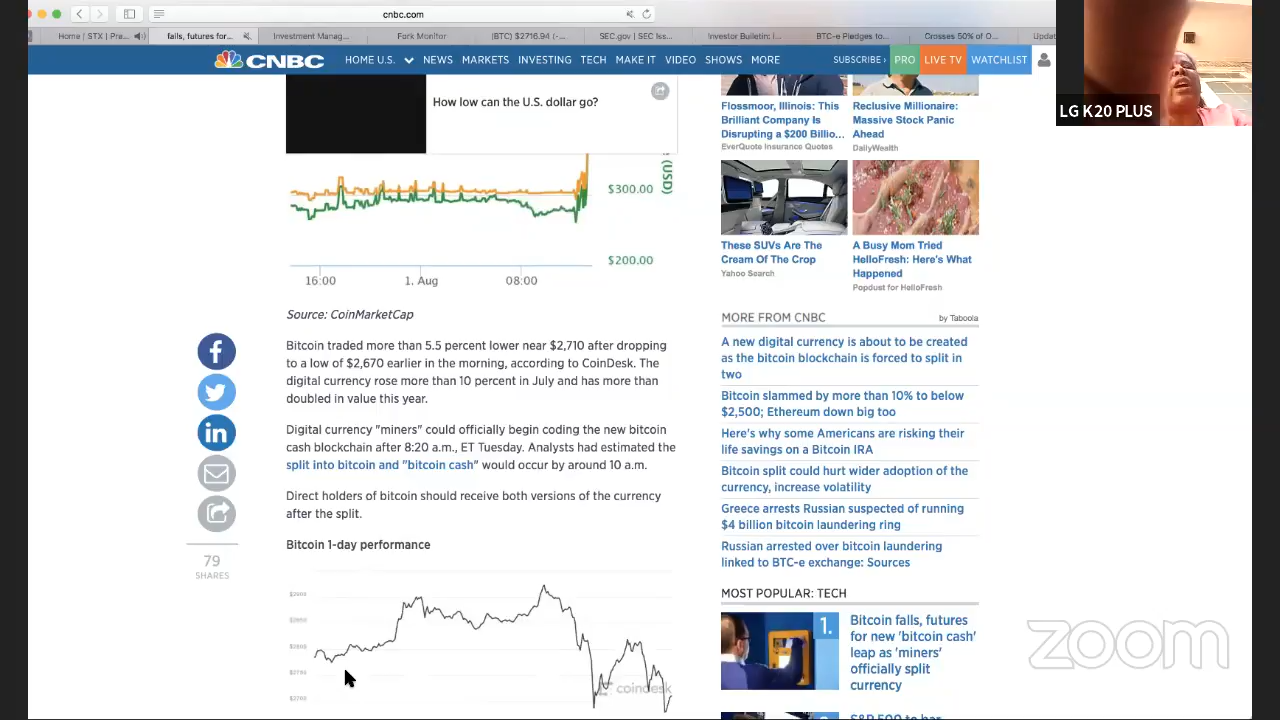 cnbc.com
Home / STX | Pre...
falls, futures for...
Investment Manag...
Fork Monitor
(BTC) $2716.94 (-...
SEC.gov | SEC Iss...
Investor Bulletin: I...
BTC-e Pledges to...
Crosses 50% of O...
Updat
CNBC
HOME U.S.
NEWS
MARKETS
INVESTING
TECH
MAKE IT
VIDEO
SHOWS
MORE
SUBSCRIBE
PRO
LIVE TV
WATCHLIST
LG K20 PLUS
How low can the U.S. dollar go?
$300.00
(USD)
$200.00
16:00
1. Aug
08:00
Source: CoinMarketCap
Bitcoin traded more than 5.5 percent lower near $2,710 after dropping
to a low of $2,670 earlier in the morning, according to CoinDesk. The
digital currency rose more than 10 percent in July and has more than
doubled in value this year.
Digital currency "miners" could officially begin coding the new bitcoin
cash blockchain after 8:20 a.m., ET Tuesday. Analysts had estimated the
split into bitcoin and "bitcoin cash" would occur by around 10 a.m.
Direct holders of bitcoin should receive both versions of the currency
after the split.
79
SHARES
Bitcoin 1-day performance
coindesk
Flossmoor, Illinois: This
Brilliant Company Is
Disrupting a $200 Billio...
EverQuote Insurance Quotes
Reclusive Millionaire:
Massive Stock Panic
Ahead
DailyWealth
These SUVs Are The
Cream Of The Crop
Yahoo Search
A Busy Mom Tried
HelloFresh: Here's What
Happened
Popdust for HelloFresh
MORE FROM CNBC
by Taboola
A new digital currency is about to be created
as the bitcoin blockchain is forced to split in
two
Bitcoin slammed by more than 10% to below
$2,500; Ethereum down big too
Here's why some Americans are risking their
life savings on a Bitcoin IRA
Bitcoin split could hurt wider adoption of the
currency, increase volatility
Greece arrests Russian suspected of running
$4 billion bitcoin laundering ring
Russian arrested over bitcoin laundering
linked to BTC-e exchange: Sources
MOST POPULAR: TECH
1.
Bitcoin falls, futures
for new 'bitcoin cash'
leap as 'miners'
officially split
currency
zoom